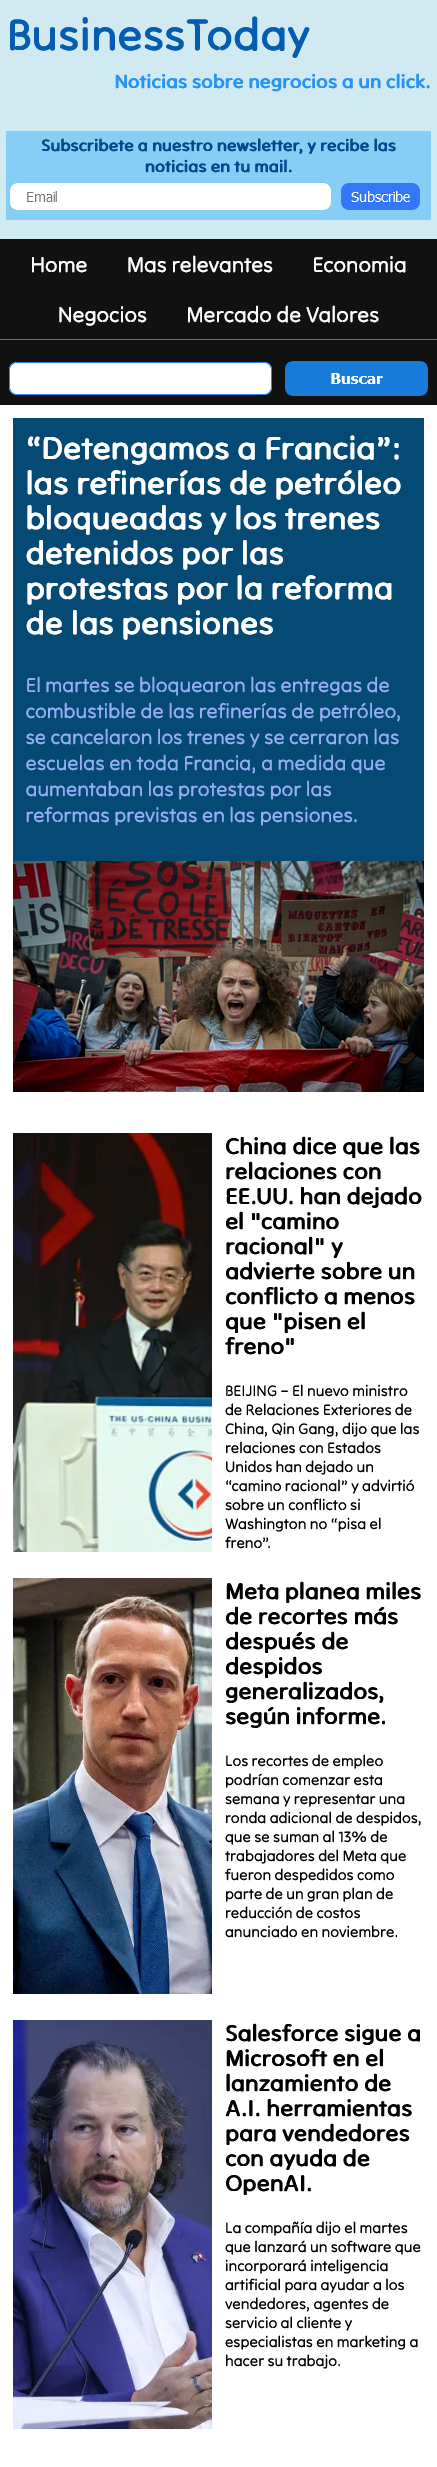 BusinessToday
Noticias sobre negrocios a un click.
Subscribete a nuestro newsletter, y recibe las
noticias en tu mail.
Email
Subscribe
Home Mas relevantes Economia
Negocios Mercado de Valores
Buscar
“Detengamos a Francia”:
las refinerías de petróleo
bloqueadas y los trenes
detenidos por las
protestas por la reforma
de las pensiones
El martes se bloquearon las entregas de
combustible de las refinerías de petróleo,
se cancelaron los trenes y se cerraron las
escuelas en toda Francia, a medida que
aumentaban las protestas por las
reformas previstas en las pensiones.
SOS!
ÉCOLE
DETRESSE
MAQUETTES EN
CARTON
BIENTOT VOS
MAISONS
China dice que las
relaciones con
EE.UU. han dejado
el "camino
racional" y
advierte sobre un
conflicto a menos
que "pisen el
freno"
BEIJING – El nuevo ministro
de Relaciones Exteriores de
China, Qin Gang, dijo que las
relaciones con Estados
Unidos han dejado un
“camino racional” y advirtió
sobre un conflicto si
Washington no “pisa el
freno”.
THE US-CHINA BUSIN
美中貿易全
Meta planea miles
de recortes más
después de
despidos
generalizados,
según informe.
Los recortes de empleo
podrían comenzar esta
semana y representar una
ronda adicional de despidos,
que se suman al 13% de
trabajadores del Meta que
fueron despedidos como
parte de un gran plan de
reducción de costos
anunciado en noviembre.
Salesforce sigue a
Microsoft en el
lanzamiento de
A.I. herramientas
para vendedores
con ayuda de
OpenAI.
La compañía dijo el martes
que lanzará un software que
incorporará inteligencia
artificial para ayudar a los
vendedores, agentes de
servicio al cliente y
especialistas en marketing a
hacer su trabajo.